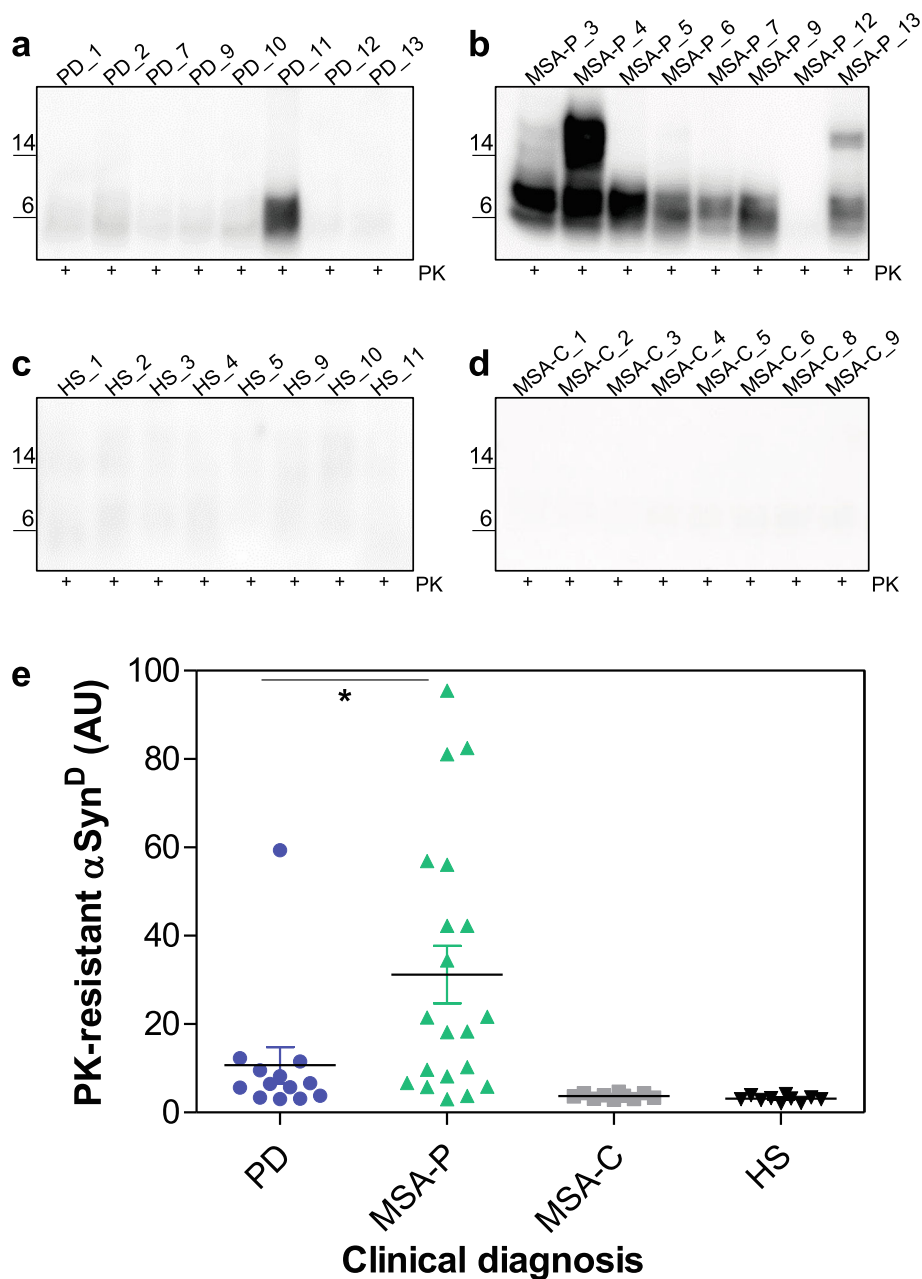 a
PD_1 PD_2 PD_7 PD_9 PD_10 PD_11 PD_12 PD_13
14
6
+ + + + + + + + PK
b
MSA-P_3 MSA-P_4 MSA-P_5 MSA-P_6 MSA-P_7 MSA-P_9 MSA-P_12 MSA-P_13
14
6
+ + + + + + + + PK
c
HS_1 HS_2 HS_3 HS_4 HS_5 HS_9 HS_10 HS_11
14
6
+ + + + + + + + PK
d
MSA-C_1 MSA-C_2 MSA-C_3 MSA-C_4 MSA-C_5 MSA-C_6 MSA-C_8 MSA-C_9
14
6
+ + + + + + + + PK
e
PK-resistant αSynᴰ (AU)
100
80
60
40
20
0
*
PD MSA-P MSA-C HS
Clinical diagnosis